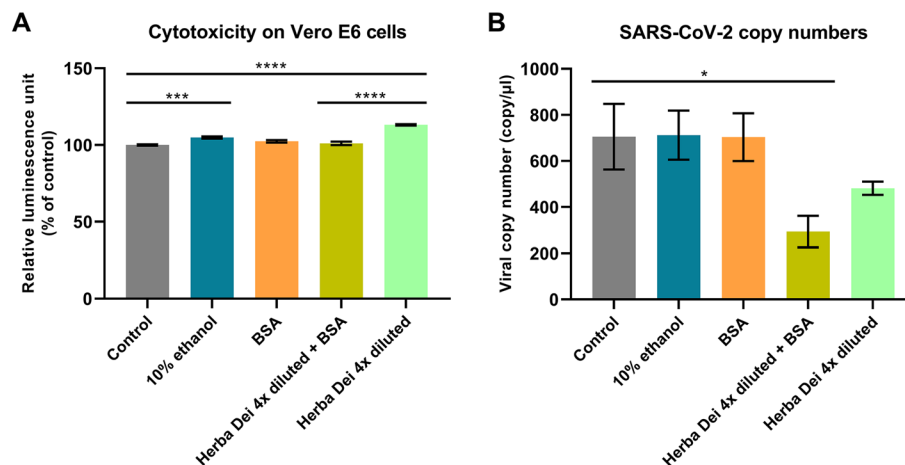 A
Cytotoxicity on Vero E6 cells
Relative luminescence unit
(% of control)
150
100
50
0
****
***
****
Control
10% ethanol
BSA
Herba Dei 4x diluted + BSA
Herba Dei 4x diluted
B
SARS-CoV-2 copy numbers
Viral copy number (copy/µl)
1000
800
600
400
200
0
*
Control
10% ethanol
BSA
Herba Dei 4x diluted + BSA
Herba Dei 4x diluted